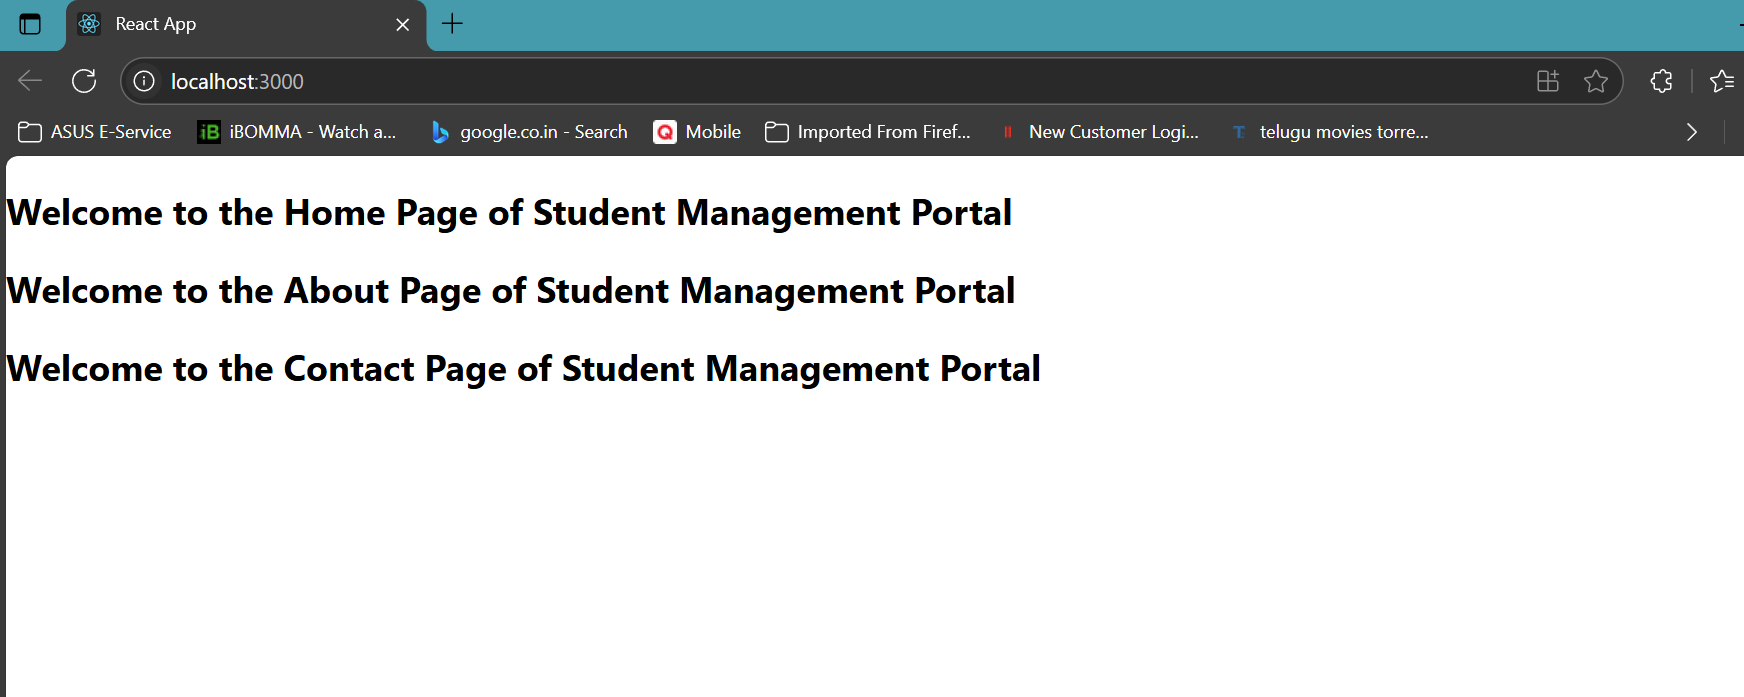 React App
localhost:3000
ASUS E-Service iB iBOMMA - Watch a... google.co.in - Search Q Mobile Imported From Firef... New Customer Logi... T telugu movies torre...
Welcome to the Home Page of Student Management Portal
Welcome to the About Page of Student Management Portal
Welcome to the Contact Page of Student Management Portal